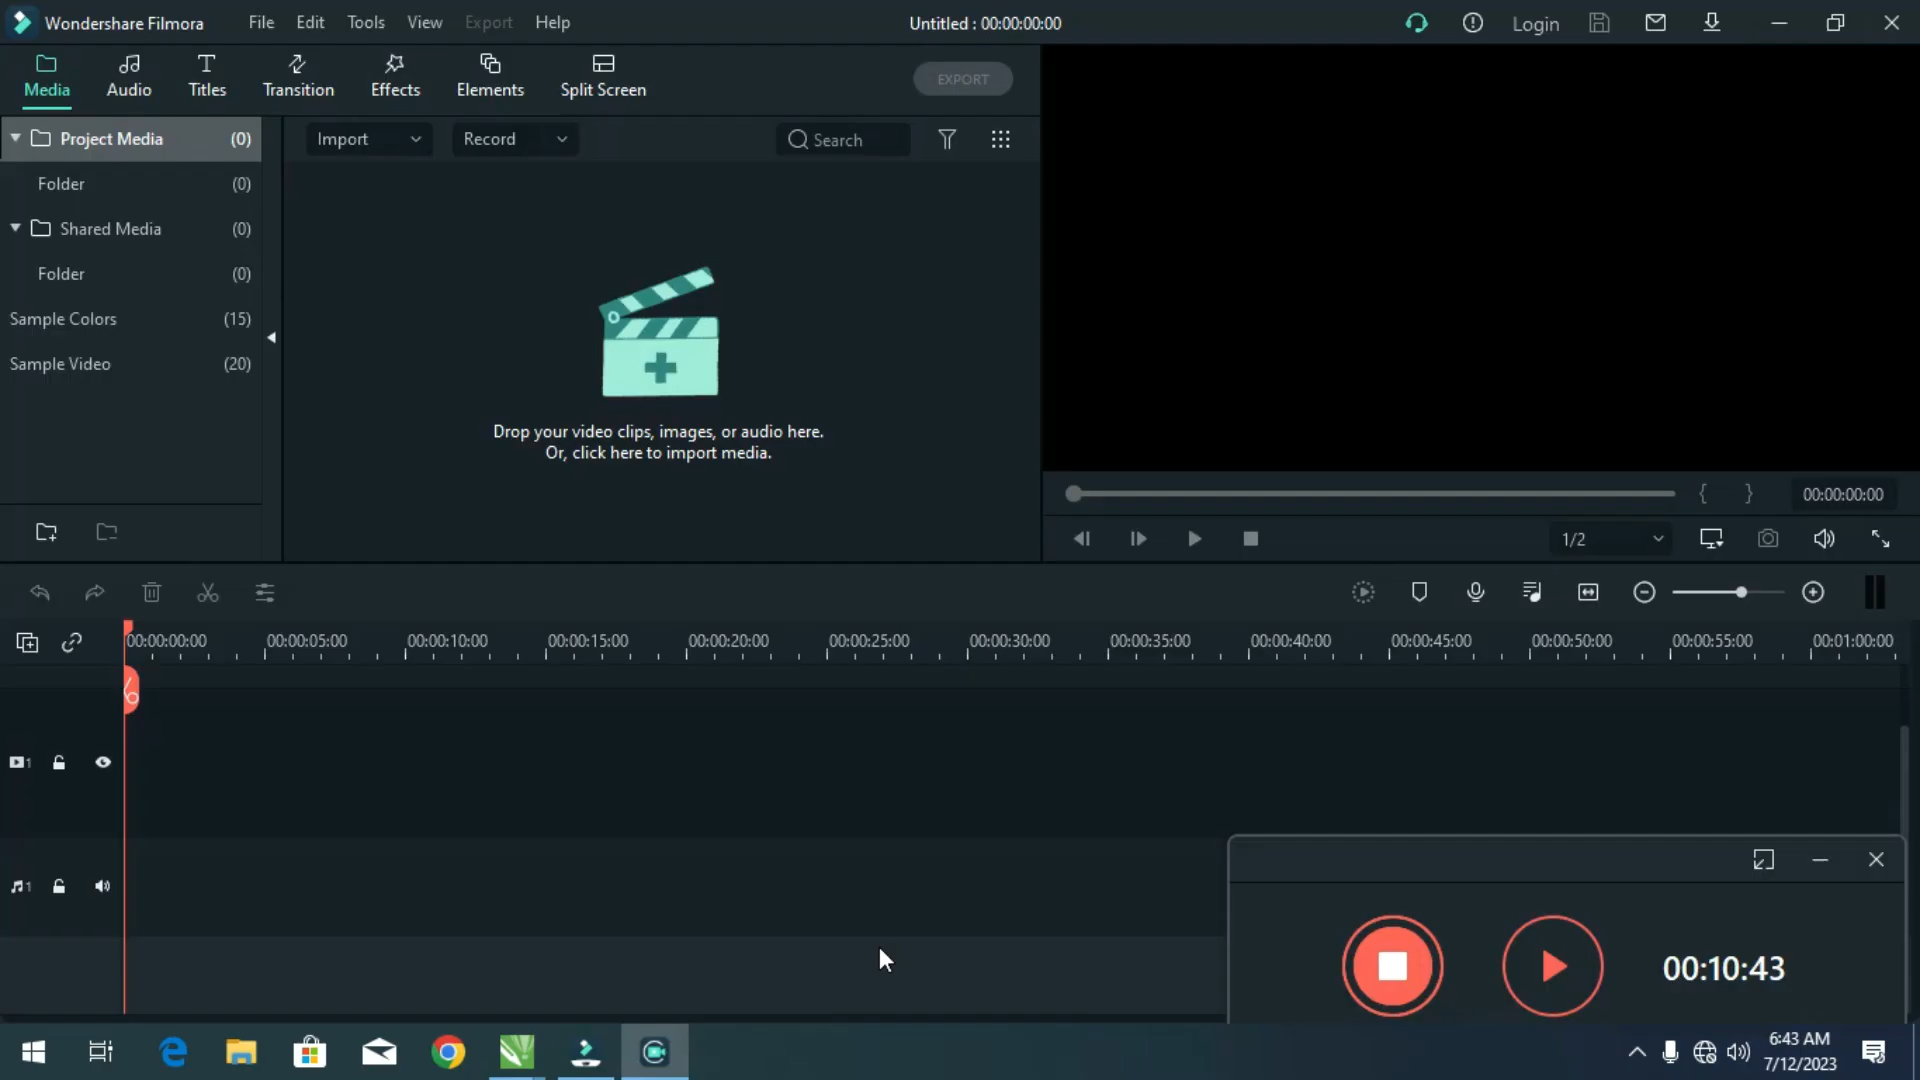 Wondershare Filmora File Edit Tools View Export Help Untitled : 00:00:00:00 Login
Media Audio Titles Transition Effects Elements Split Screen EXPORT
Project Media (0) Import Record Search
Folder (0)
Shared Media (0)
Folder (0)
Sample Colors (15)
Sample Video (20)
Drop your video clips, images, or audio here.
Or, click here to import media.
{ } 00:00:00:00
1/2
00:00:00:00 00:00:05:00 00:00:10:00 00:00:15:00 00:00:20:00 00:00:25:00 00:00:30:00 00:00:35:00 00:00:40:00 00:00:45:00 00:00:50:00 00:00:55:00 00:01:00:00
1
1
00:10:43
6:43 AM
7/12/2023